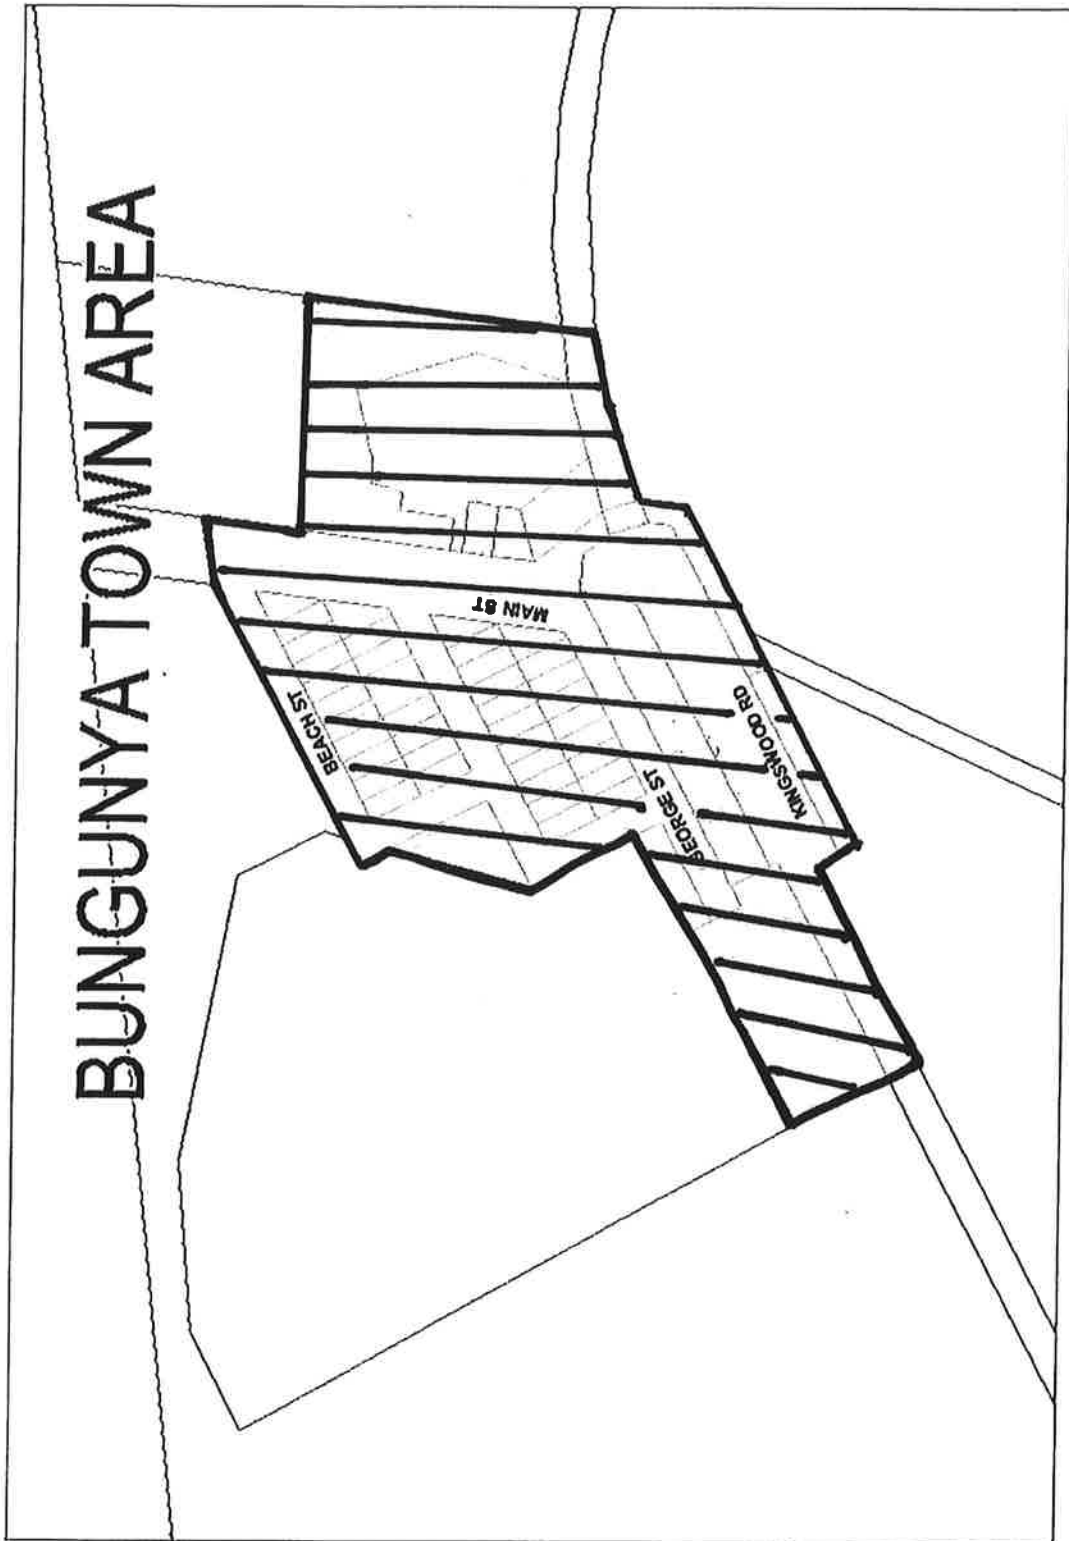 BUNGUNYA TOWN AREA
BEACH ST
MAIN ST
GEORGE ST
KINGSWOOD RD